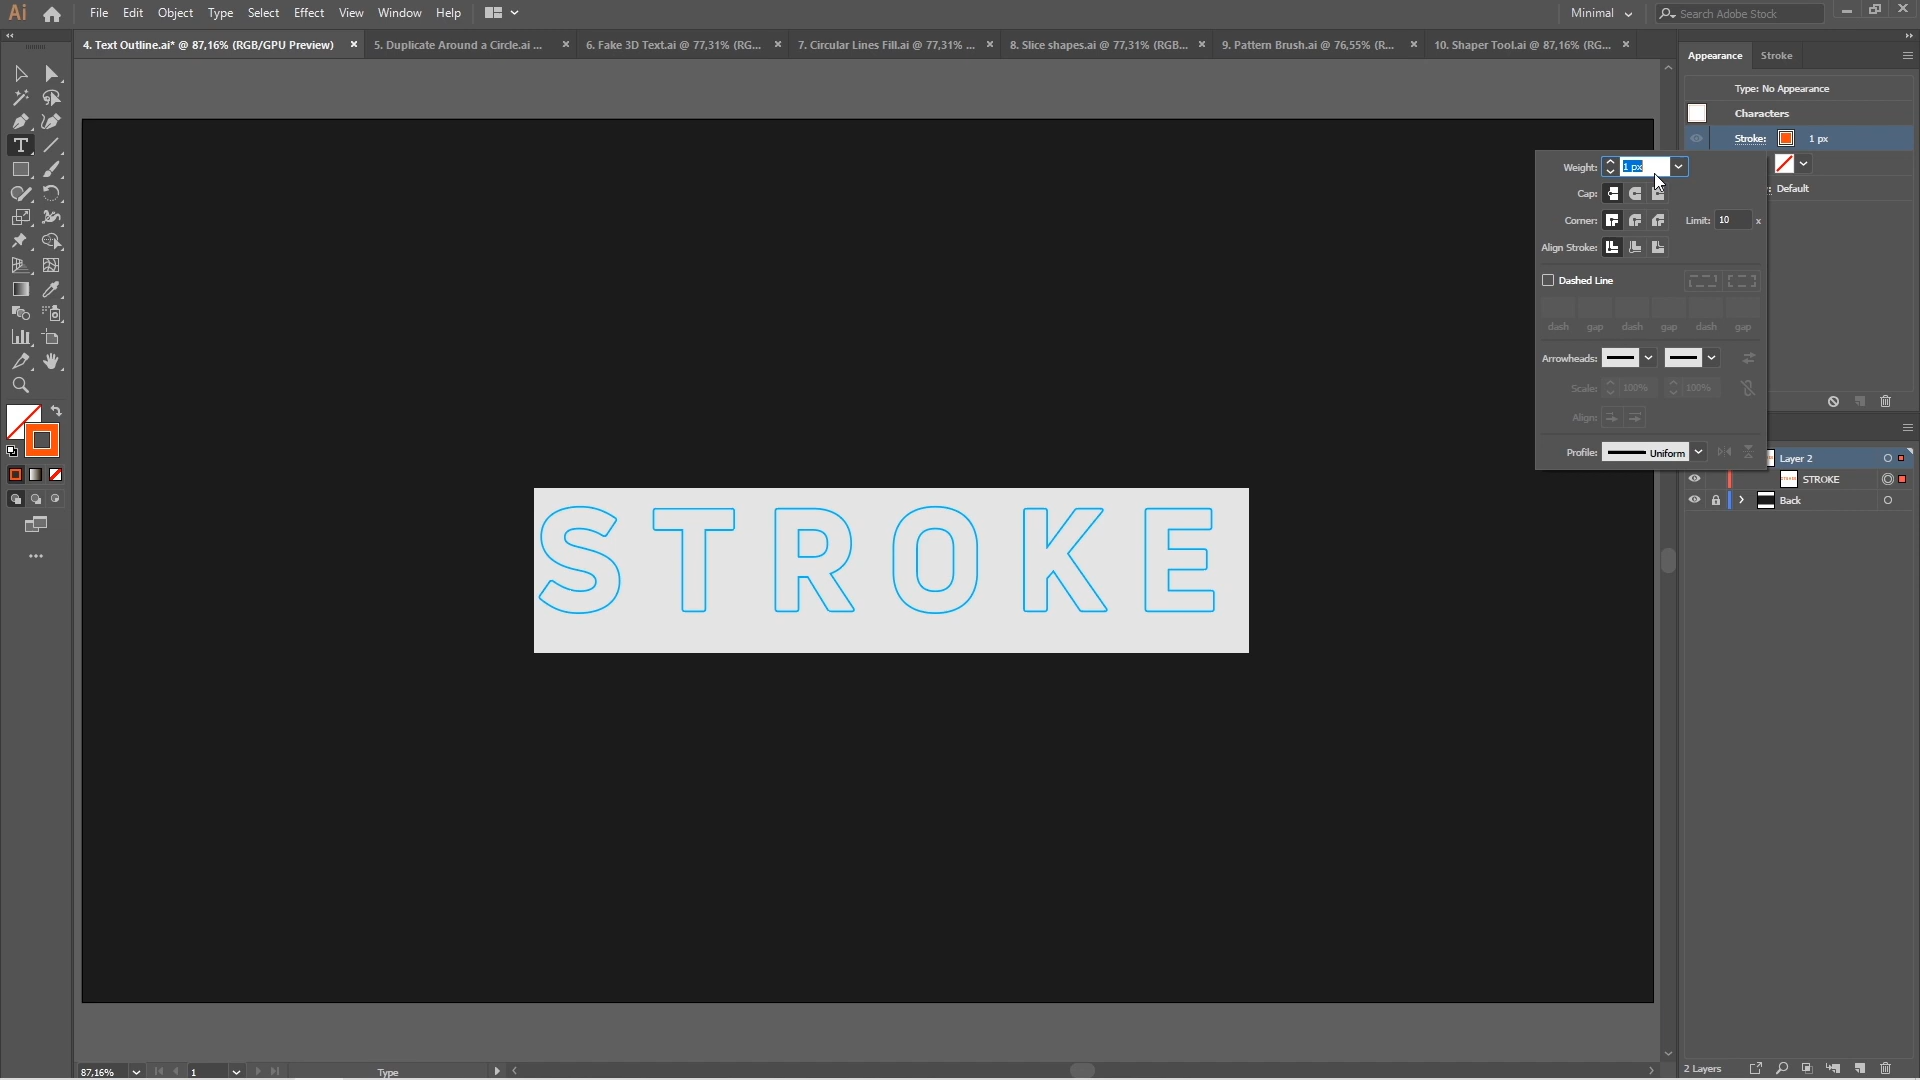 Ai File Edit Object Type Select Effect View Window Help Minimal Search Adobe Stock
4. Text Outline.ai* @ 87,16% (RGB/GPU Preview) × 5. Duplicate Around a Circle.ai ... × 6. Fake 3D Text.ai @ 77,31% (RG... × 7. Circular Lines Fill.ai @ 77,31% ... × 8. Slice shapes.ai @ 77,31% (RGB... × 9. Pattern Brush.ai @ 76,55% (R... × 10. Shaper Tool.ai @ 87,16% (RG... ×
Appearance Stroke
Type: No Appearance
Characters
Stroke: 1 px
Weight: 1 px
Cap: Default
Corner: Limit: 10 x
Align Stroke:
Dashed Line
dash gap dash gap dash gap
Arrowheads:
Scale: 100% 100%
Align:
Profile: Uniform
Layer 2
STROKE
Back
STROKE
87,16% 1 Type 2 Layers